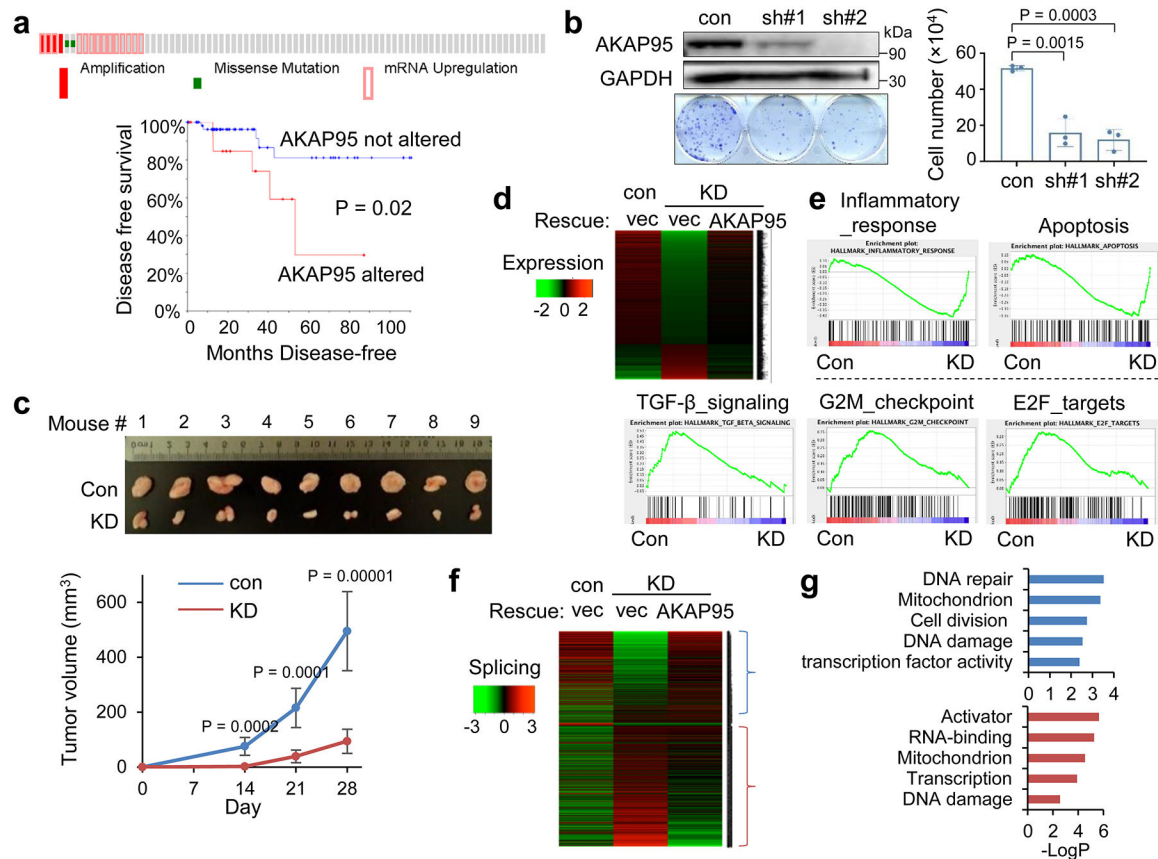 a
Amplification
Missense Mutation
mRNA Upregulation
Disease free survival
100%
80%
60%
40%
20%
0%
AKAP95 not altered
P = 0.02
AKAP95 altered
0 20 40 60 80 100
Months Disease-free
b
con sh#1 sh#2
kDa
AKAP95
90
GAPDH
30
Cell number (×10⁴)
P = 0.0003
P = 0.0015
60
40
20
0
con sh#1 sh#2
c
Mouse # 1 2 3 4 5 6 7 8 9
Con
KD
Tumor volume (mm³)
con
KD
P = 0.00001
P = 0.0001
P = 0.0002
600
400
200
0
0 7 14 21 28
Day
d
con KD
Rescue: vec vec AKAP95
Expression
-2 0 2
e
Inflammatory
_response
Enrichment plot:
HALLMARK_INFLAMMATORY_RESPONSE
Con KD
Apoptosis
Enrichment plot: HALLMARK_APOPTOSIS
Con KD
TGF-β_signaling
Enrichment plot: HALLMARK_TGF_BETA_SIGNALING
Con KD
G2M_checkpoint
Enrichment plot: HALLMARK_G2M_CHECKPOINT
Con KD
E2F_targets
Enrichment plot: HALLMARK_E2F_TARGETS
Con KD
f
con KD
Rescue: vec vec AKAP95
Splicing
-3 0 3
g
DNA repair
Mitochondrion
Cell division
DNA damage
transcription factor activity
0 1 2 3 4
Activator
RNA-binding
Mitochondrion
Transcription
DNA damage
0 2 4 6
-LogP